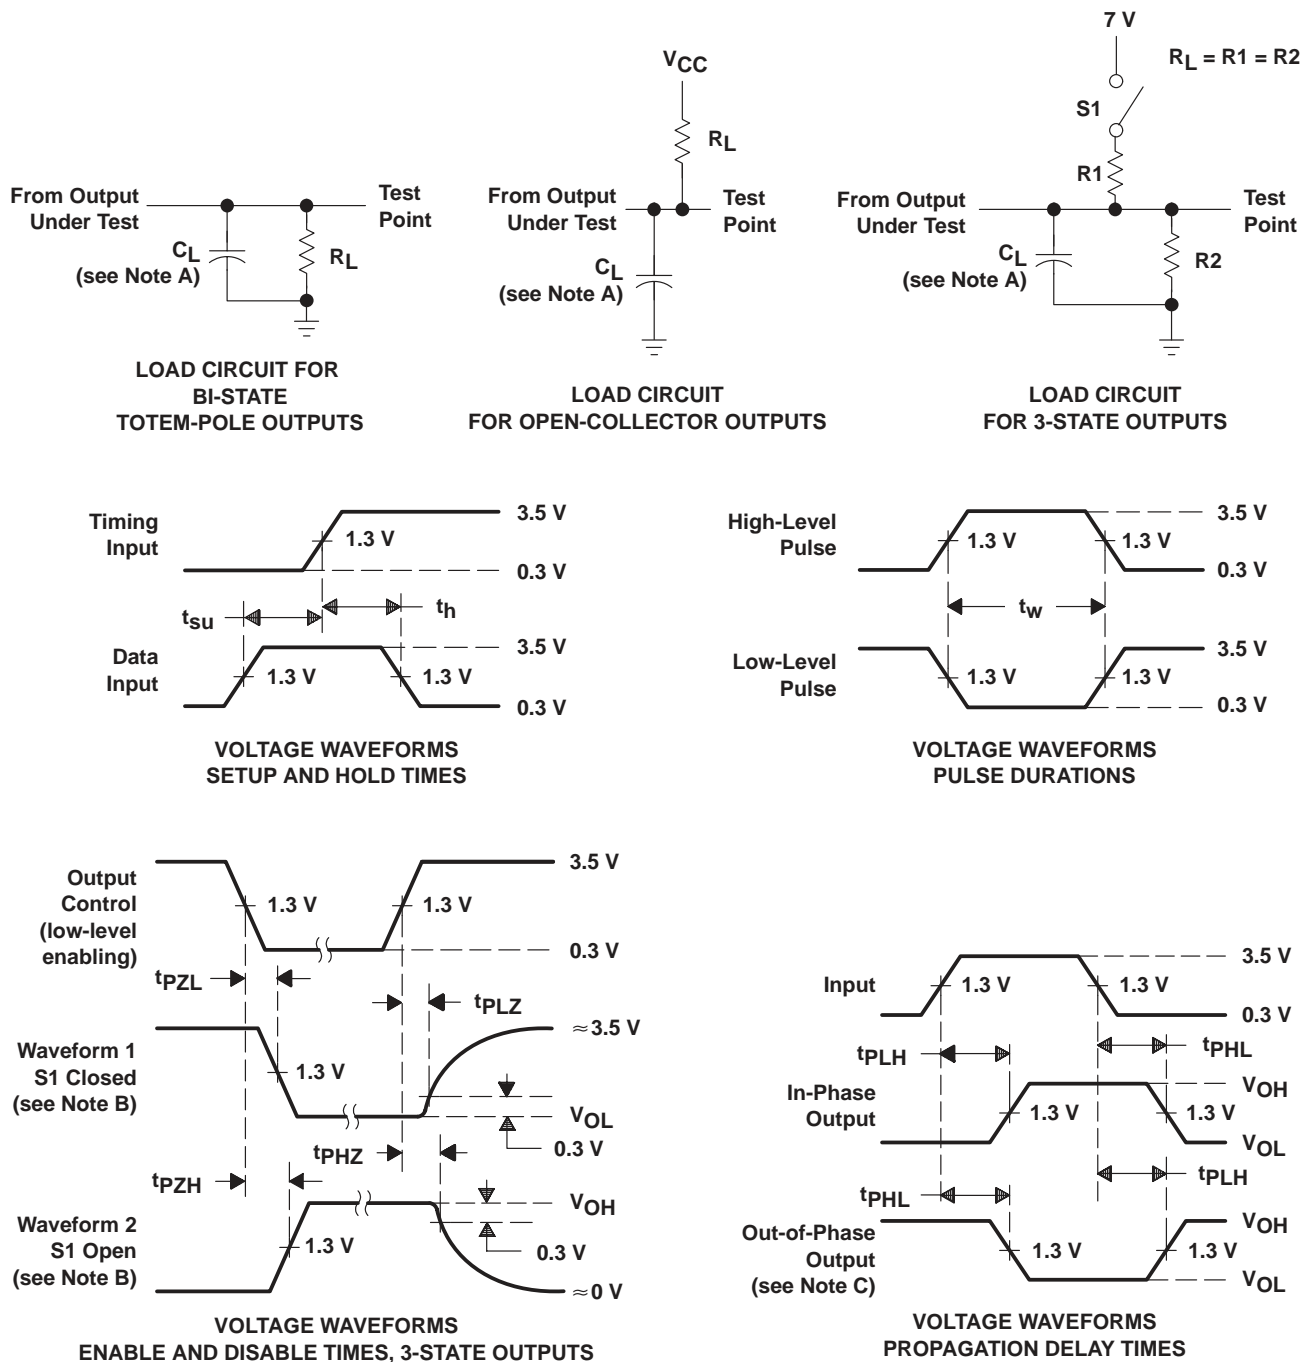 VCC
RL
From Output
Under Test
Test
Point
CL
(see Note A)
RL
LOAD CIRCUIT FOR
BI-STATE
TOTEM-POLE OUTPUTS
From Output
Under Test
Test
Point
CL
(see Note A)
LOAD CIRCUIT
FOR OPEN-COLLECTOR OUTPUTS
7 V
RL = R1 = R2
S1
R1
From Output
Under Test
Test
Point
CL
(see Note A)
R2
LOAD CIRCUIT
FOR 3-STATE OUTPUTS
Timing
Input
1.3 V
3.5 V
0.3 V
tsu
th
Data
Input
1.3 V
1.3 V
3.5 V
0.3 V
VOLTAGE WAVEFORMS
SETUP AND HOLD TIMES
High-Level
Pulse
1.3 V
1.3 V
3.5 V
0.3 V
tw
Low-Level
Pulse
1.3 V
1.3 V
3.5 V
0.3 V
VOLTAGE WAVEFORMS
PULSE DURATIONS
Output
Control
(low-level
enabling)
1.3 V
1.3 V
3.5 V
0.3 V
tPZL
tPLZ
Waveform 1
S1 Closed
(see Note B)
1.3 V
≈3.5 V
VOL
0.3 V
tPZH
tPHZ
Waveform 2
S1 Open
(see Note B)
1.3 V
VOH
0.3 V
≈0 V
VOLTAGE WAVEFORMS
ENABLE AND DISABLE TIMES, 3-STATE OUTPUTS
Input
1.3 V
1.3 V
3.5 V
0.3 V
tPLH
tPHL
In-Phase
Output
1.3 V
1.3 V
VOH
VOL
tPHL
tPLH
Out-of-Phase
Output
(see Note C)
1.3 V
1.3 V
VOH
VOL
VOLTAGE WAVEFORMS
PROPAGATION DELAY TIMES